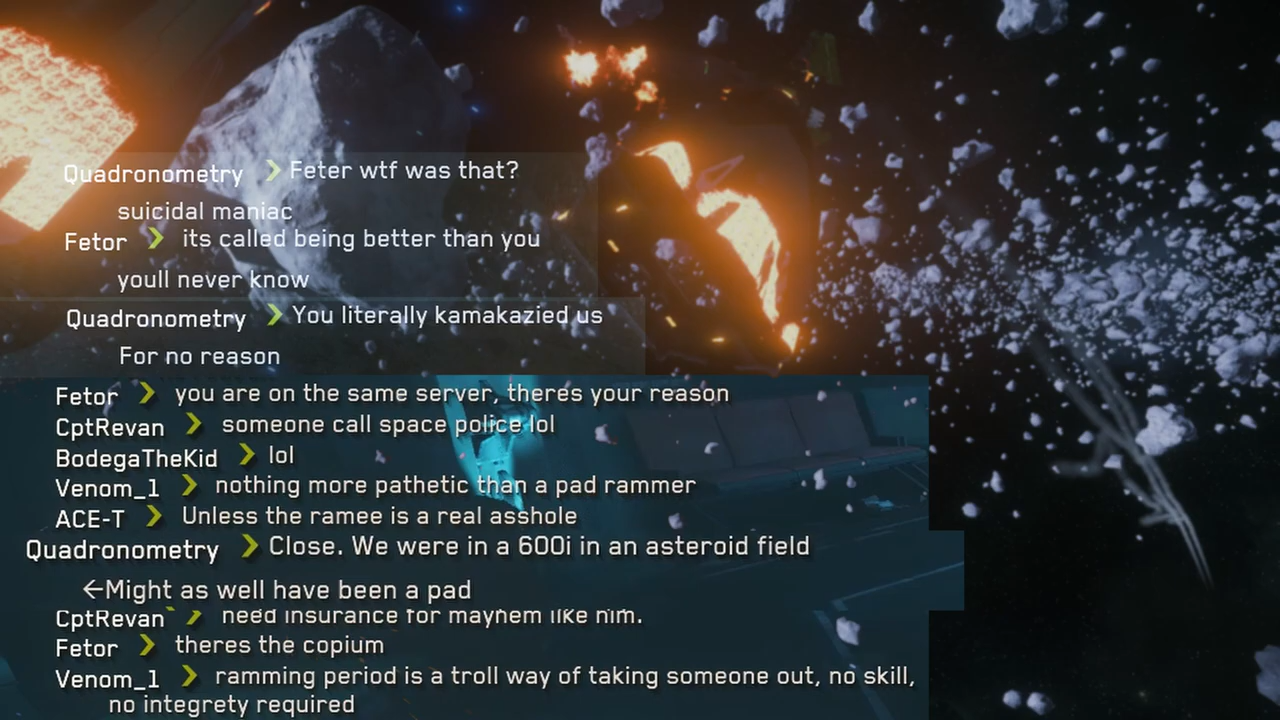 Quadronometry > Feter wtf was that?
suicidal maniac
Fetor > its called being better than you
youll never know
Quadronometry > You literally kamakazied us
For no reason
Fetor > you are on the same server, theres your reason
CptRevan > someone call space police lol
BodegaTheKid > lol
Venom_1 > nothing more pathetic than a pad rammer
ACE-T > Unless the ramee is a real asshole
Quadronometry > Close. We were in a 600i in an asteroid field
←Might as well have been a pad
CptRevan > need insurance for mayhem like him.
Fetor > theres the copium
Venom_1 > ramming period is a troll way of taking someone out, no skill,
no integrety required